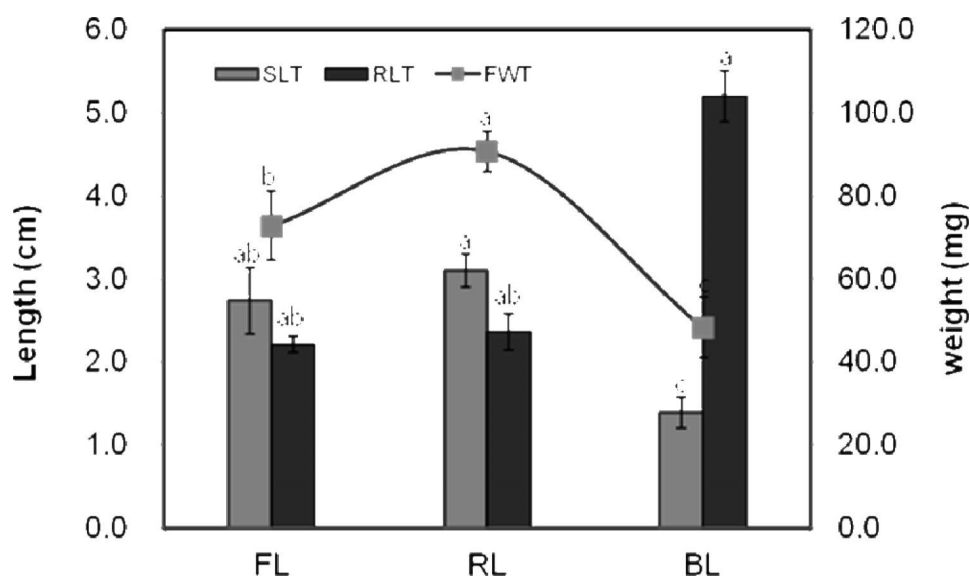 6.0
120.0
SLT RLT FWT
a
5.0
100.0
a
b
4.0
80.0
ab
a
3.0
60.0
c
ab
ab
2.0
40.0
c
1.0
20.0
0.0
0.0
FL RL BL
Length (cm)
weight (mg)